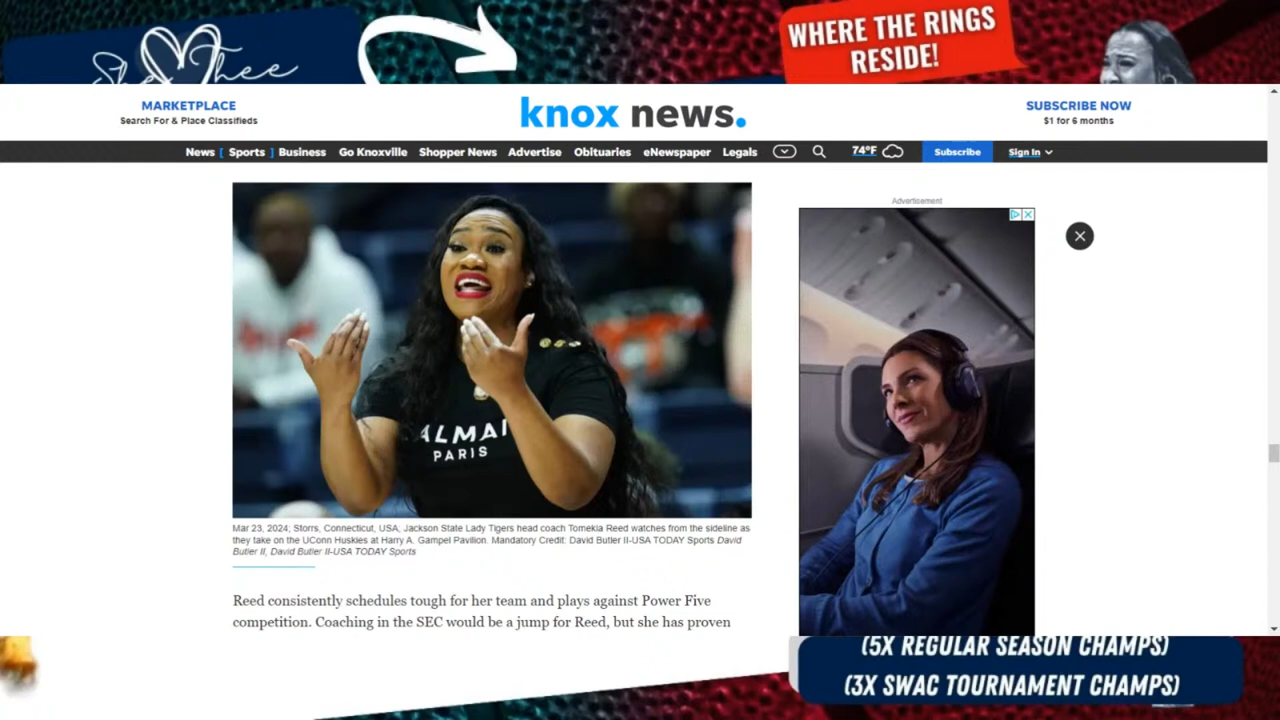 She Thee
WHERE THE RINGS
RESIDE!
MARKETPLACE
Search For & Place Classifieds
knox news.
SUBSCRIBE NOW
$1 for 6 months
News [ Sports ] Business Go Knoxville Shopper News Advertise Obituaries eNewspaper Legals 74°F Subscribe Sign In
Advertisement
ALMAI
PARIS
Mar 23, 2024; Storrs, Connecticut, USA; Jackson State Lady Tigers head coach Tomekia Reed watches from the sideline as
they take on the UConn Huskies at Harry A. Gampel Pavilion. Mandatory Credit: David Butler II-USA TODAY Sports David
Butler II, David Butler II-USA TODAY Sports
Reed consistently schedules tough for her team and plays against Power Five
competition. Coaching in the SEC would be a jump for Reed, but she has proven
(5X REGULAR SEASON CHAMPS)
(3X SWAC TOURNAMENT CHAMPS)